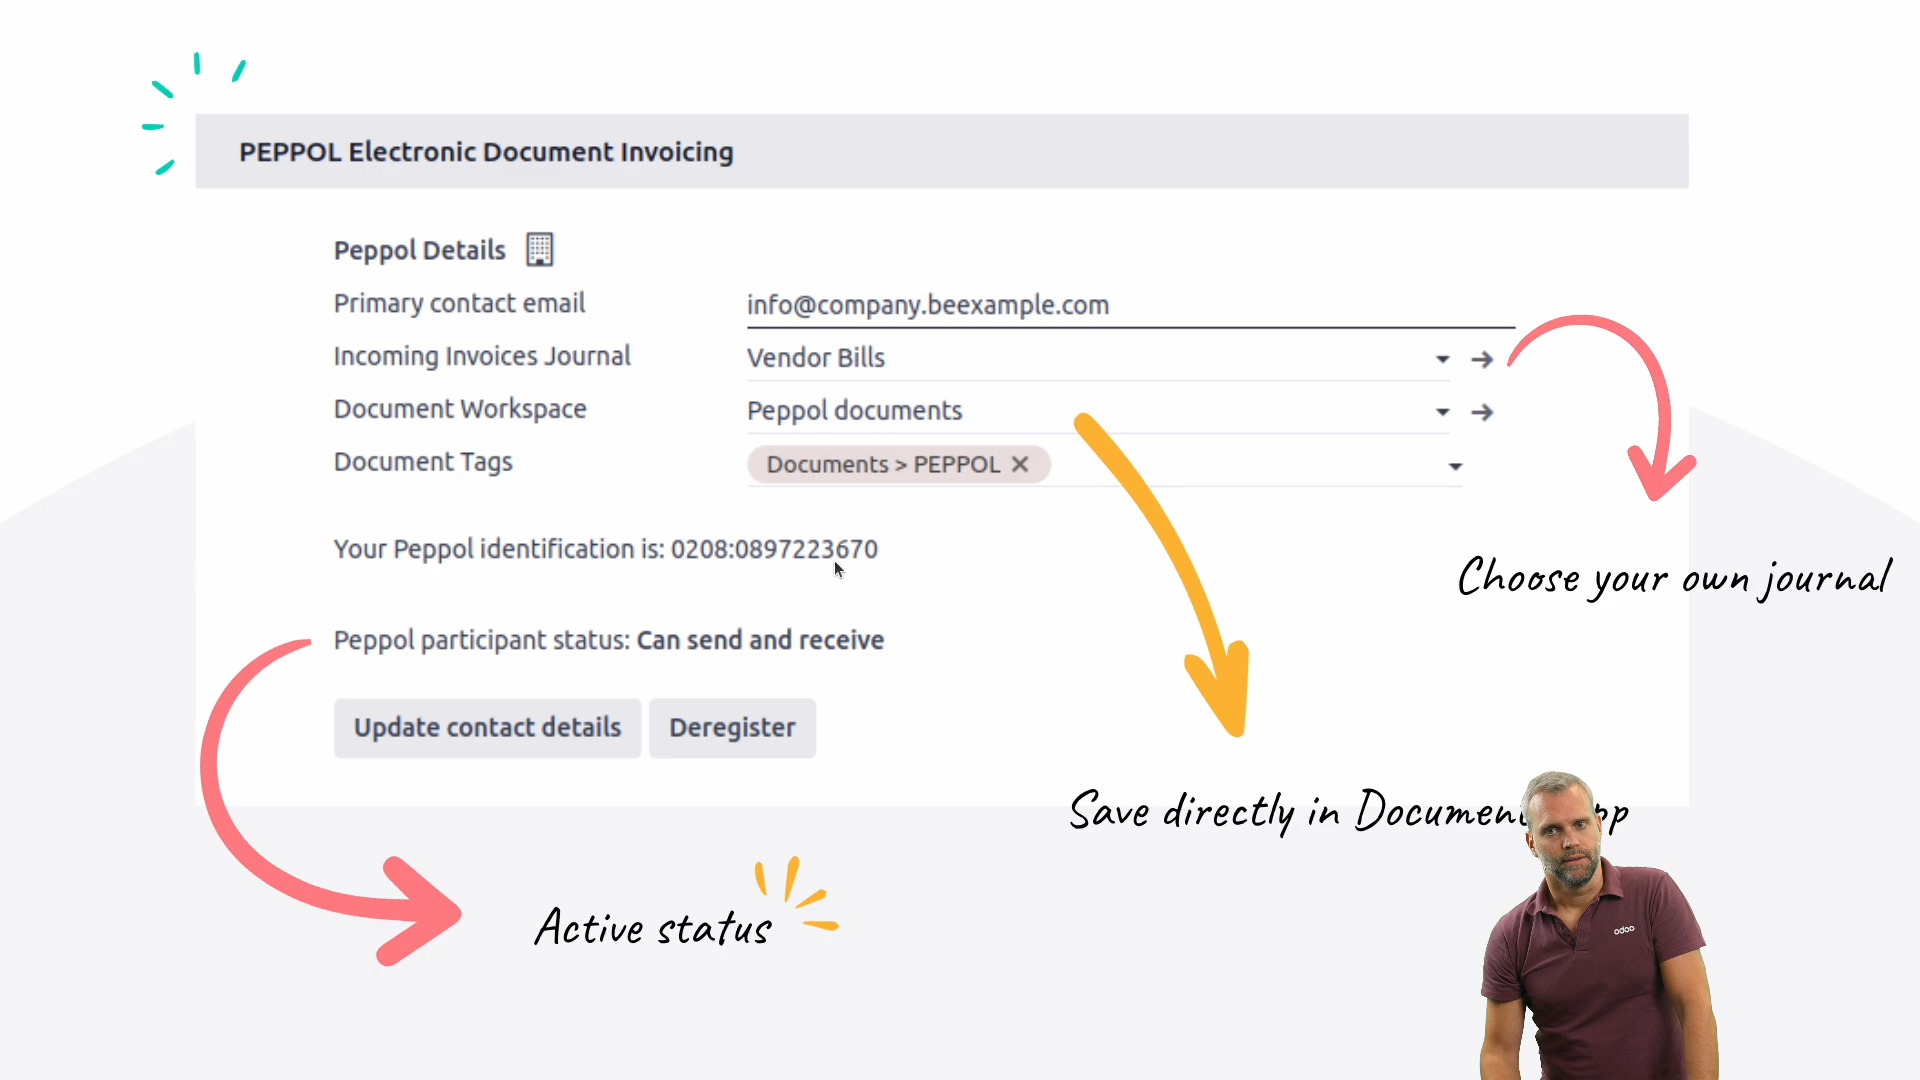 PEPPOL Electronic Document Invoicing
Peppol Details
Primary contact email info@company.beexample.com
Incoming Invoices Journal Vendor Bills
Document Workspace Peppol documents
Document Tags Documents > PEPPOL
Your Peppol identification is: 0208:0897223670
Choose your own journal
Peppol participant status: Can send and receive
Update contact details Deregister
Save directly in
Active status
odoo